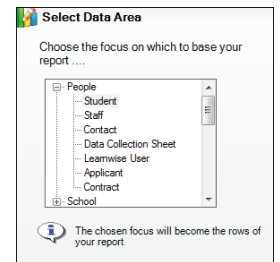 Select Data Area
Choose the focus on which to base your
report ....
People
Student
Staff
Contact
Data Collection Sheet
Learnwise User
Applicant
Contract
School
The chosen focus will become the rows of
your report